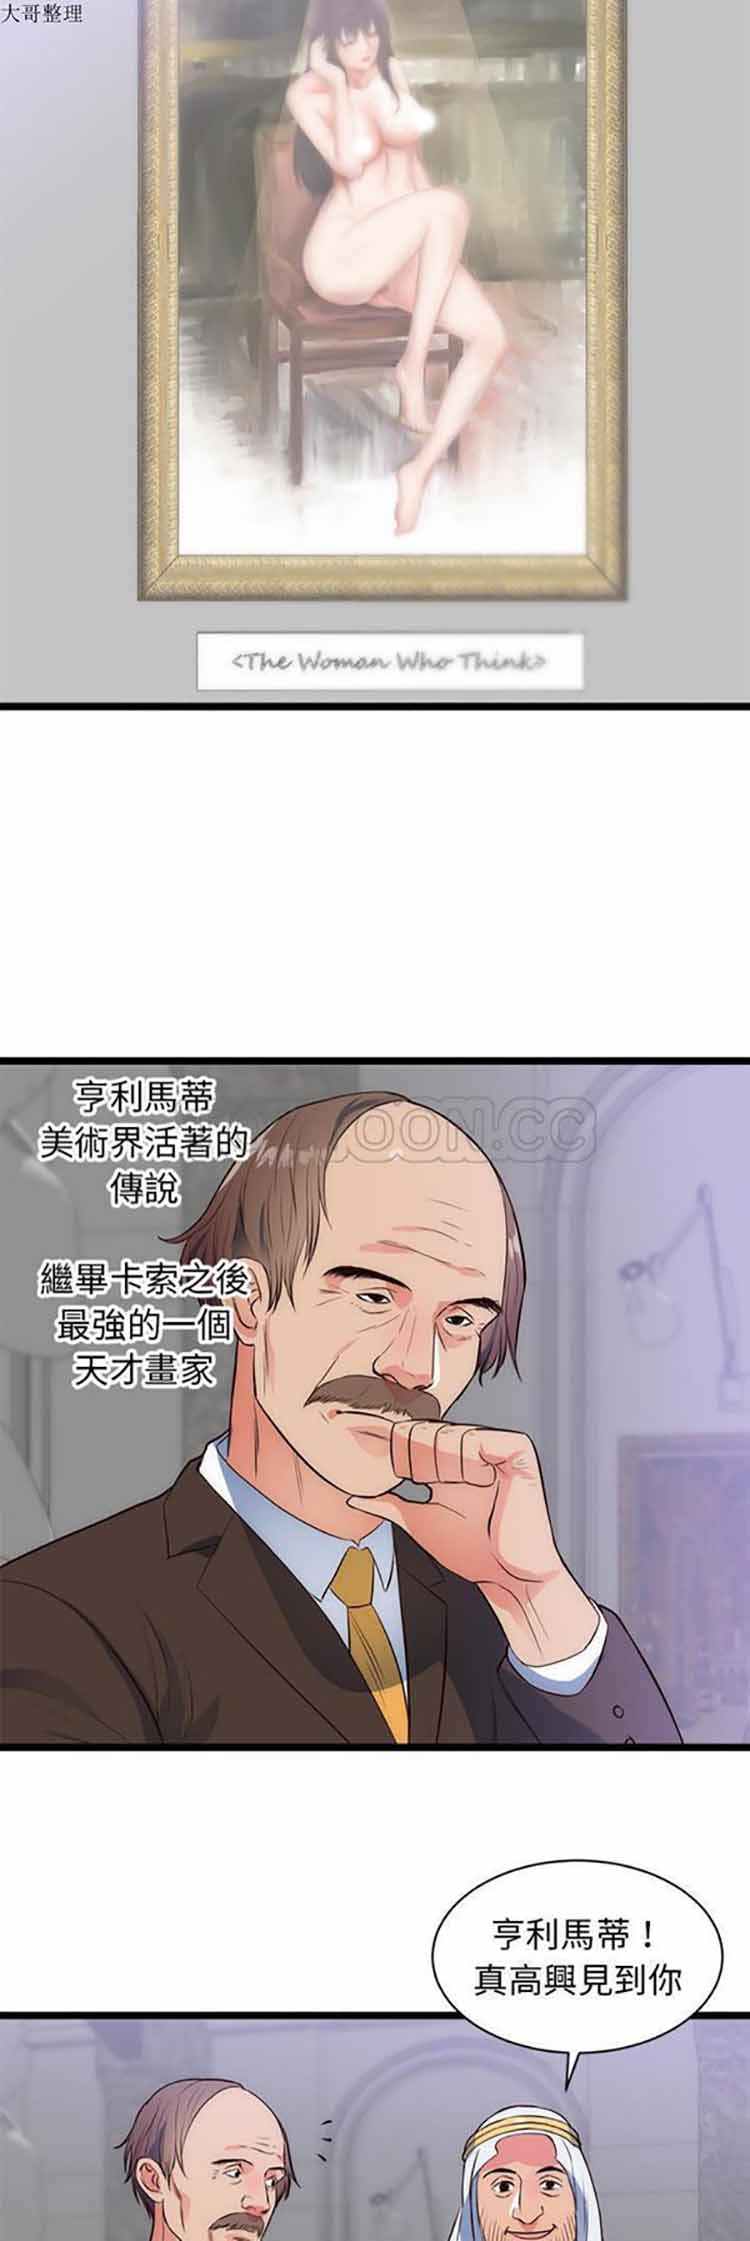 大哥整理
<The Woman Who Think>
亨利馬蒂
美術界活著的
傳說
繼畢卡索之後
最強的一個
天才畫家
亨利馬蒂！
真高興見到你